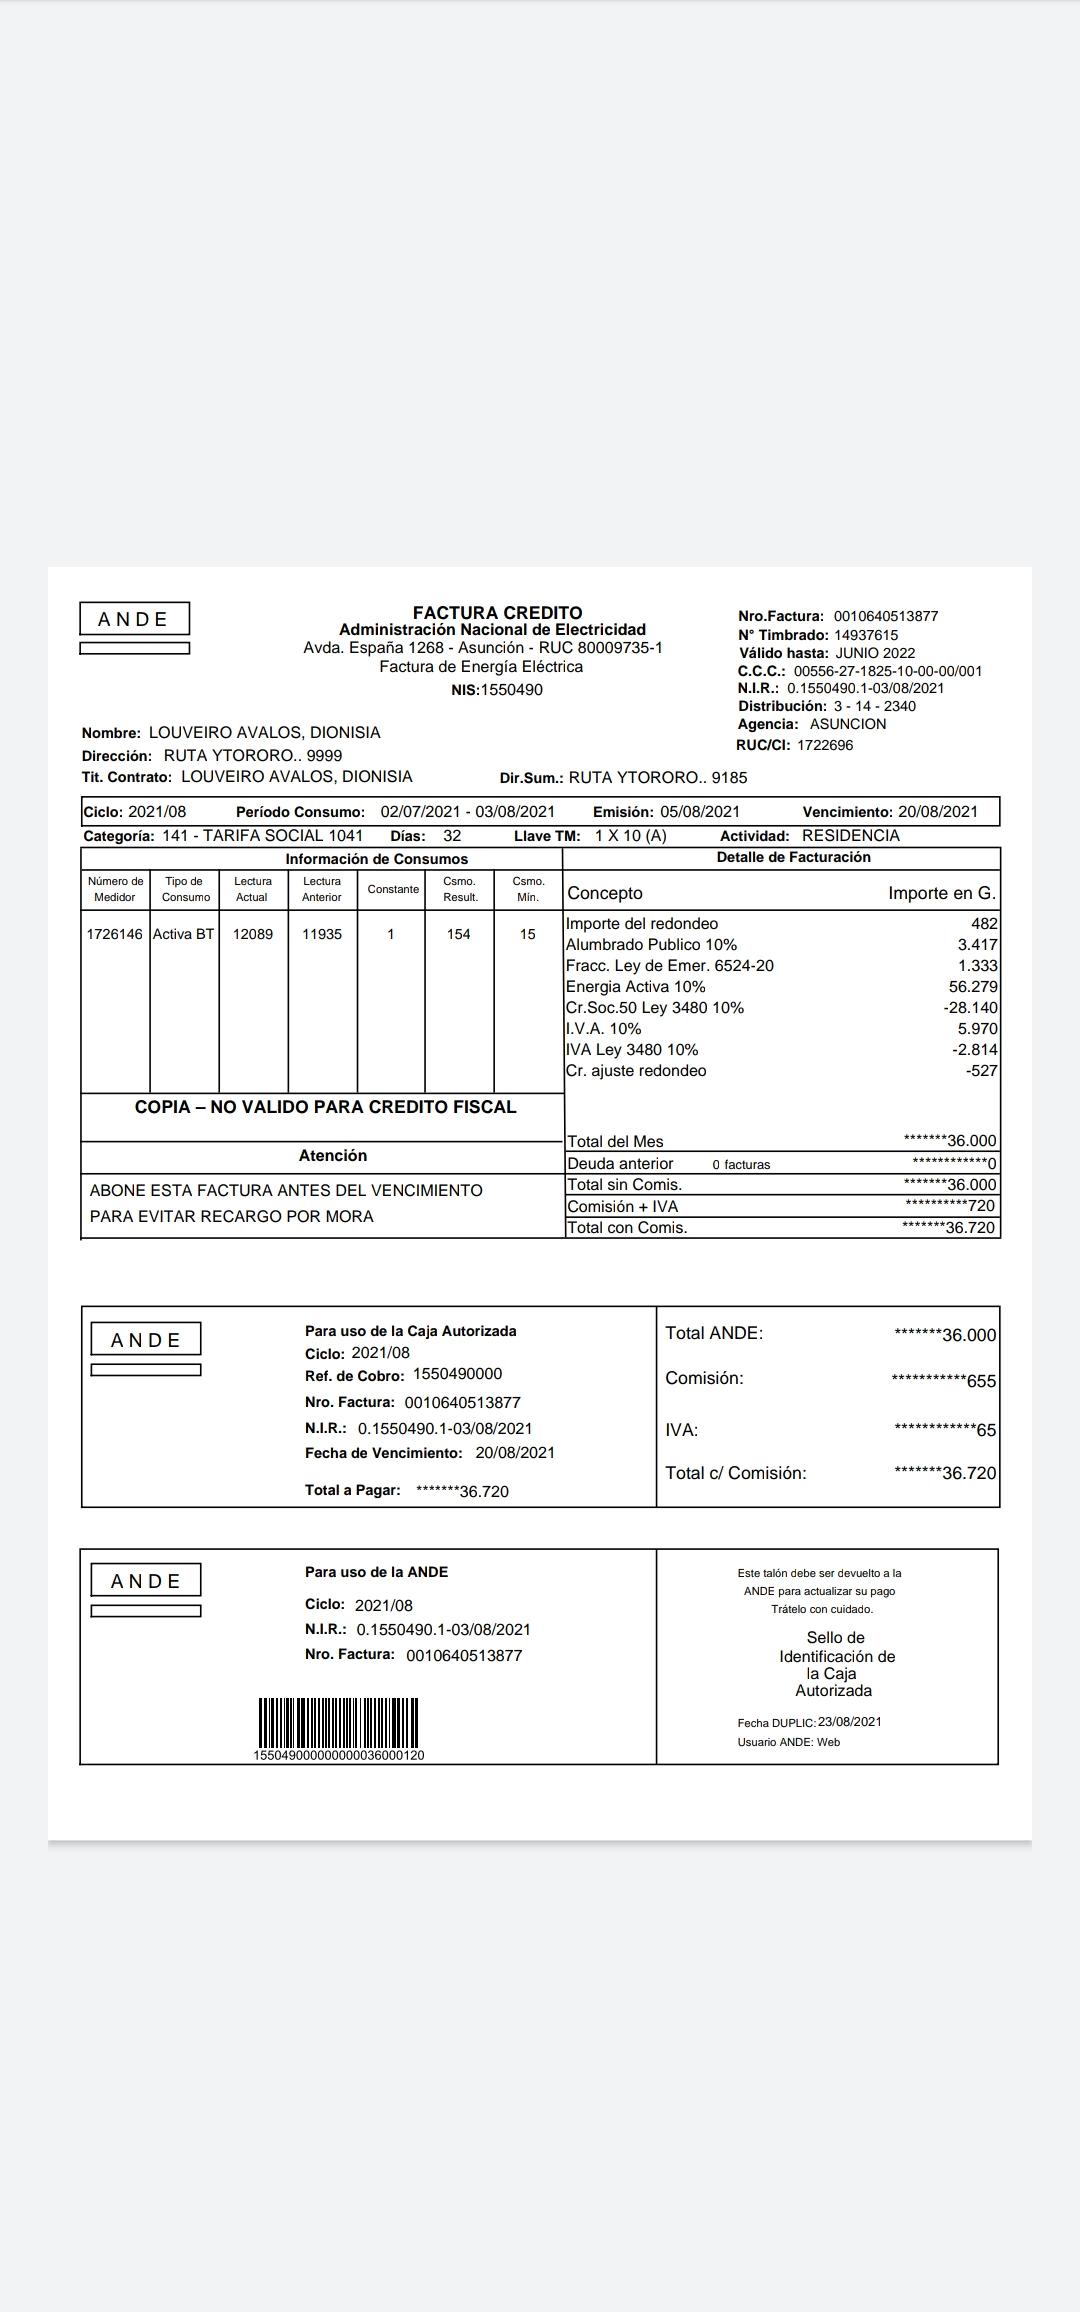 ANDE
FACTURA CREDITO
Administración Nacional de Electricidad
Avda. España 1268 - Asunción - RUC 80009735-1
Factura de Energía Eléctrica
NIS:1550490
Nro.Factura: 0010640513877
N° Timbrado: 14937615
Válido hasta: JUNIO 2022
C.C.C.: 00556-27-1825-10-00-00/001
N.I.R.: 0.1550490.1-03/08/2021
Distribución: 3 - 14 - 2340
Agencia: ASUNCION
RUC/CI: 1722696
Nombre: LOUVEIRO AVALOS, DIONISIA
Dirección: RUTA YTORORO.. 9999
Tit. Contrato: LOUVEIRO AVALOS, DIONISIA Dir.Sum.: RUTA YTORORO.. 9185
Ciclo: 2021/08 Período Consumo: 02/07/2021 - 03/08/2021 Emisión: 05/08/2021 Vencimiento: 20/08/2021
Categoría: 141 - TARIFA SOCIAL 1041 Días: 32 Llave TM: 1 X 10 (A) Actividad: RESIDENCIA
Información de Consumos
Número de Medidor Tipo de Consumo Lectura Actual Lectura Anterior Constante Csmo. Result. Csmo. Mín.
1726146 Activa BT 12089 11935 1 154 15
COPIA – NO VALIDO PARA CREDITO FISCAL
Atención
ABONE ESTA FACTURA ANTES DEL VENCIMIENTO
PARA EVITAR RECARGO POR MORA
Detalle de Facturación
Concepto Importe en G.
Importe del redondeo 482
Alumbrado Publico 10% 3.417
Fracc. Ley de Emer. 6524-20 1.333
Energia Activa 10% 56.279
Cr.Soc.50 Ley 3480 10% -28.140
I.V.A. 10% 5.970
IVA Ley 3480 10% -2.814
Cr. ajuste redondeo -527
Total del Mes *******36.000
Deuda anterior 0 facturas ************0
Total sin Comis. *******36.000
Comisión + IVA **********720
Total con Comis. *******36.720
ANDE
Para uso de la Caja Autorizada
Ciclo: 2021/08
Ref. de Cobro: 1550490000
Nro. Factura: 0010640513877
N.I.R.: 0.1550490.1-03/08/2021
Fecha de Vencimiento: 20/08/2021
Total a Pagar: *******36.720
Total ANDE: *******36.000
Comisión: ***********655
IVA: ************65
Total c/ Comisión: *******36.720
ANDE
Para uso de la ANDE
Ciclo: 2021/08
N.I.R.: 0.1550490.1-03/08/2021
Nro. Factura: 0010640513877
155049000000000036000120
Este talón debe ser devuelto a la
ANDE para actualizar su pago
Trátelo con cuidado.
Sello de
Identificación de
la Caja
Autorizada
Fecha DUPLIC: 23/08/2021
Usuario ANDE: Web